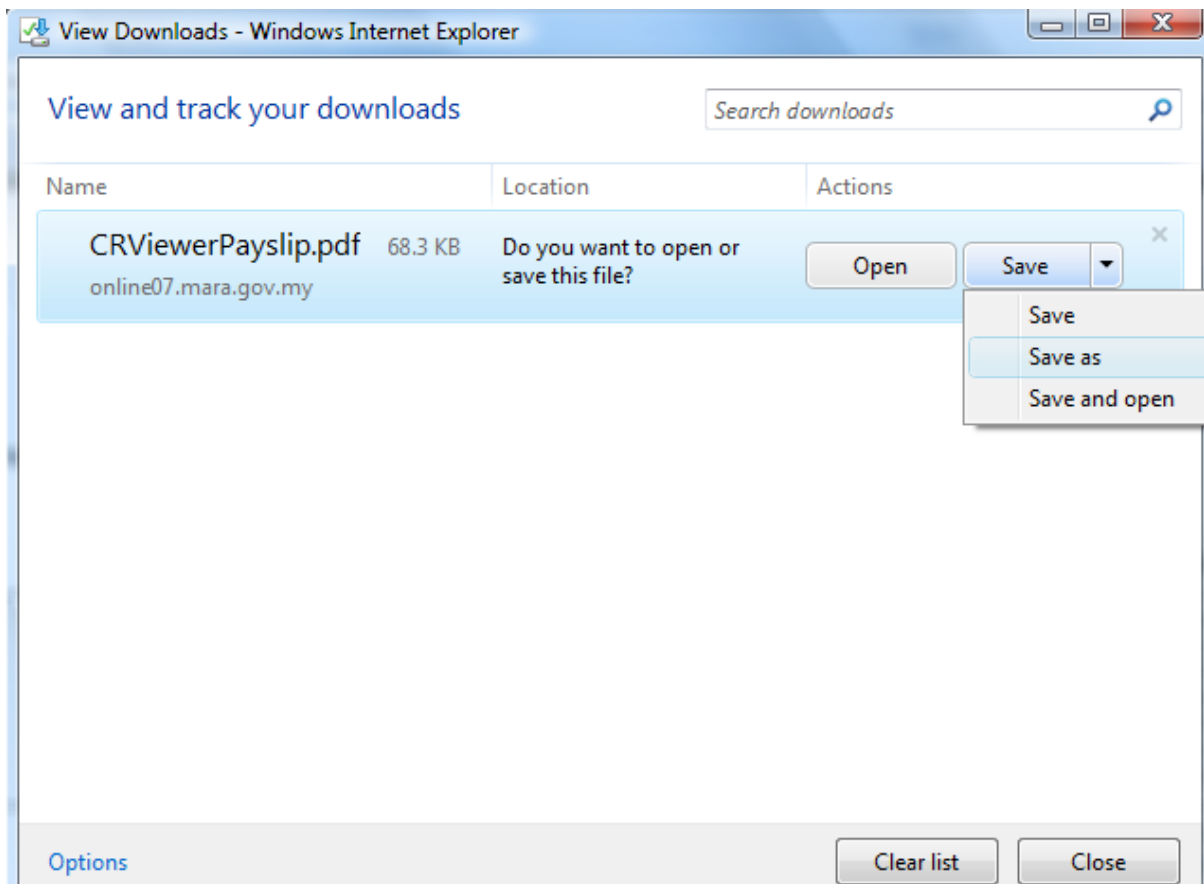 View Downloads - Windows Internet Explorer
View and track your downloads
Search downloads
Name Location Actions
CRViewerPayslip.pdf 68.3 KB
online07.mara.gov.my
Do you want to open or
save this file?
Open Save
Save
Save as
Save and open
Options Clear list Close